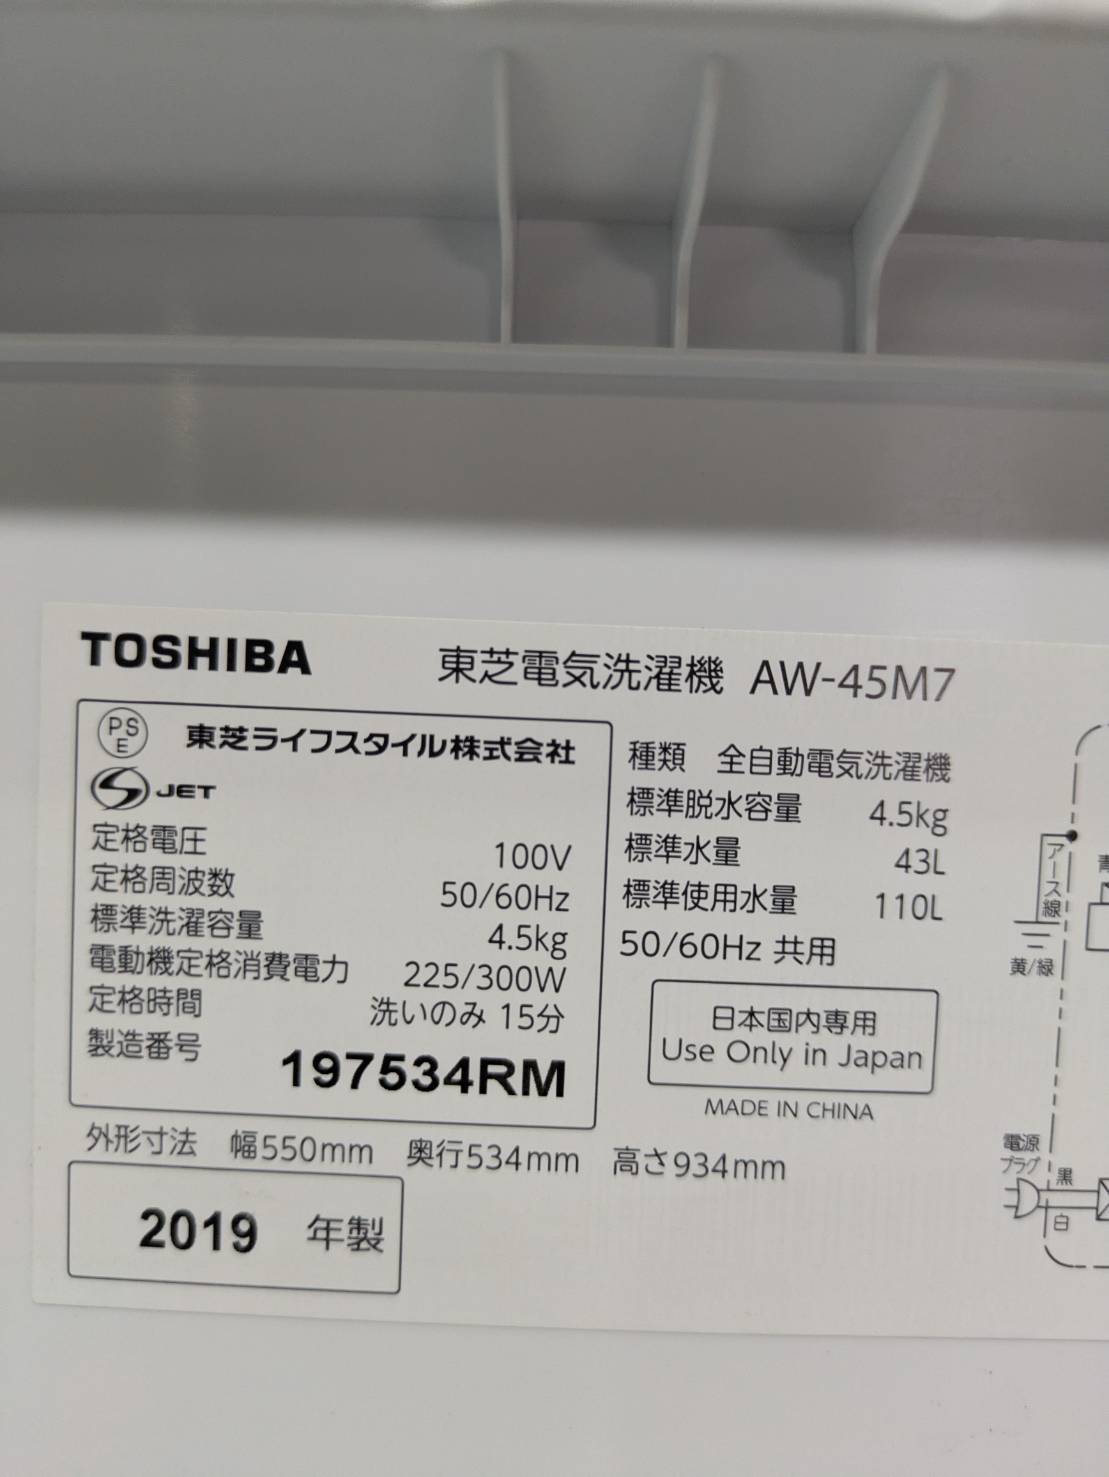 TOSHIBA
東芝電気洗濯機 AW-45M7
PS
E
東芝ライフスタイル株式会社
JET
定格電圧 100V
定格周波数 50/60Hz
標準洗濯容量 4.5kg
電動機定格消費電力 225/300W
定格時間 洗いのみ 15分
製造番号 197534RM
種類 全自動電気洗濯機
標準脱水容量 4.5kg
標準水量 43L
標準使用水量 110L
50/60Hz 共用
日本国内専用
Use Only in Japan
MADE IN CHINA
外形寸法 幅550mm 奥行534mm 高さ934mm
2019 年製
アース線
黄/緑
青
電源
プラグ
黒
白